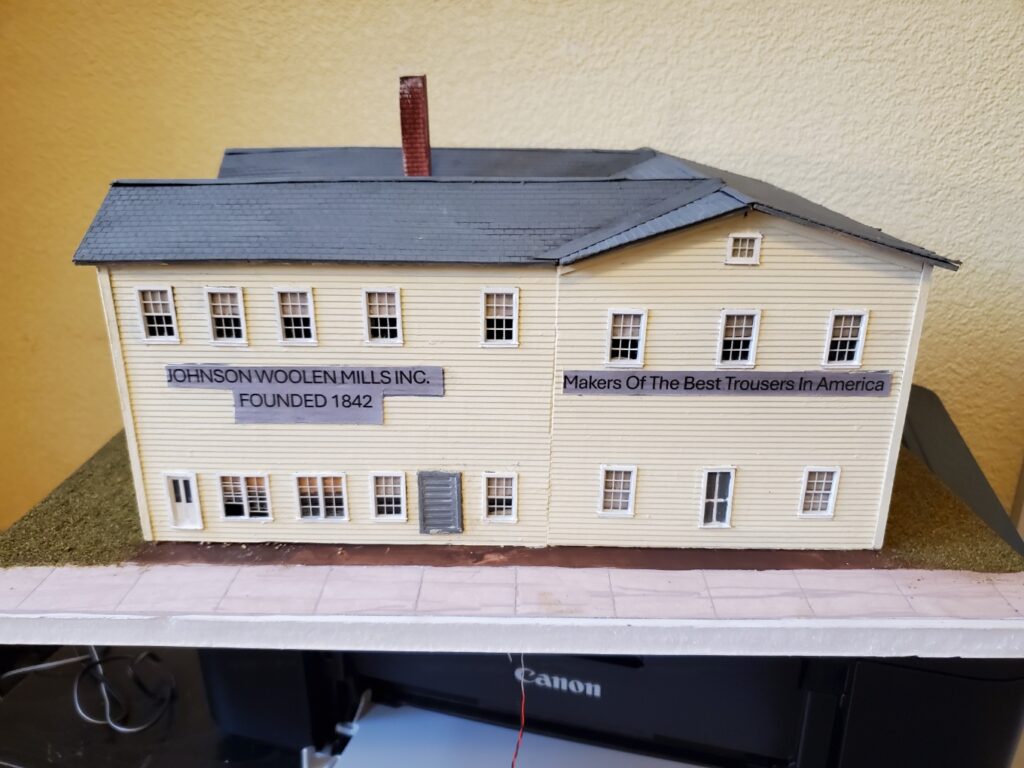 JOHNSON WOOLEN MILLS INC.
FOUNDED 1842
Makers Of The Best Trousers In America
Canon